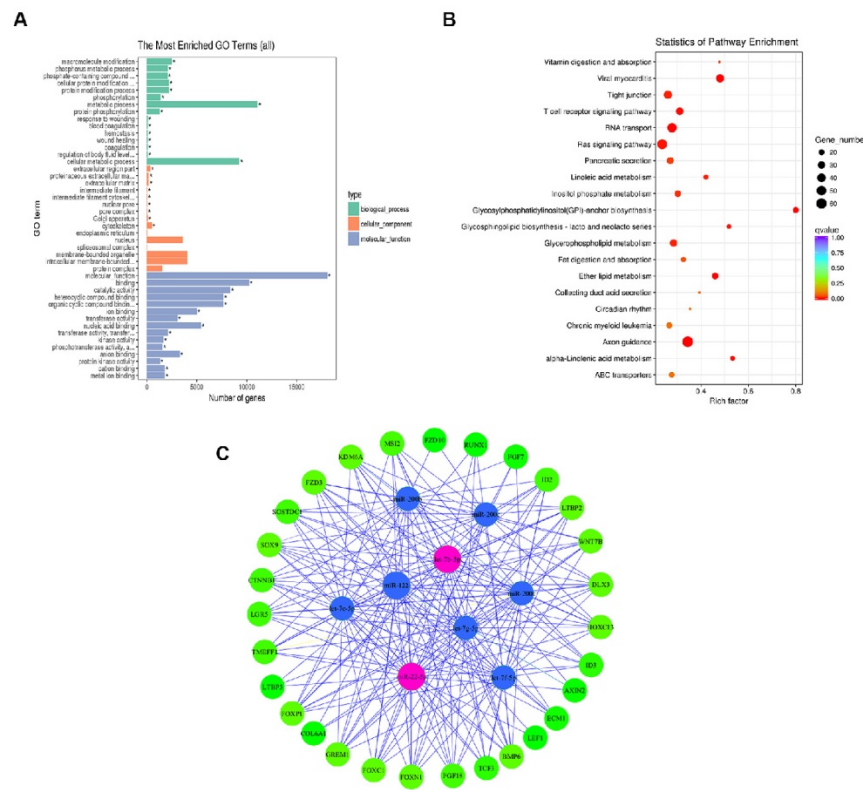 A
The Most Enriched GO Terms (all)
macromolecule modification
phosphorus metabolic process
phosphate-containing compound ...
cellular protein modification ...
protein modification process
phosphorylation
metabolic process
protein phosphorylation
response to wounding
blood coagulation
hemostasis
wound healing
coagulation
regulation of body fluid level...
cellular metabolic process
extracellular region part
proteinaceous extracellular ma...
extracellular matrix
intermediate filament
intermediate filament cytoskel...
nuclear pore
pore complex
Golgi apparatus
cytoskeleton
endoplasmic reticulum
nucleus
spliceosomal complex
membrane-bounded organelle
intracellular membrane-bounded...
protein complex
molecular_function
binding
catalytic activity
heterocyclic compound binding
organic cyclic compound bindin...
ion binding
transferase activity
nucleic acid binding
transferase activity, transfer...
kinase activity
phosphotransferase activity, a...
anion binding
protein kinase activity
cation binding
metal ion binding
GO term
0
5000
10000
15000
Number of genes
type
biological_process
cellular_component
molecular_function
B
Statistics of Pathway Enrichment
Vitamin digestion and absorption
Viral myocarditis
Tight junction
T cell receptor signaling pathway
RNA transport
Ras signaling pathway
Pancreatic secretion
Linoleic acid metabolism
Inositol phosphate metabolism
Glycosylphosphatidylinositol(GPI)-anchor biosynthesis
Glycosphingolipid biosynthesis - lacto and neolacto series
Glycerophospholipid metabolism
Fat digestion and absorption
Ether lipid metabolism
Collecting duct acid secretion
Circadian rhythm
Chronic myeloid leukemia
Axon guidance
alpha-Linolenic acid metabolism
ABC transporters
0.4
0.6
0.8
Rich factor
Gene_number
20
30
40
50
60
qvalue
1.00
0.75
0.50
0.25
0.00
C
MSI2
FZD10
RUNX1
FGF7
KDM6A
ID2
FZD3
LTBP2
SOSTDC1
WNT7B
SOX9
DLX3
CTNNB1
HOXC13
LGR5
ID3
TMEFF1
AXIN2
LTBP1
ECM1
FOXP1
LEF1
COL6A1
BMP6
GREM1
TCF3
FOXC1
FOXN1
FGF18
miR-122
let-7g-5p
let-7f-5p